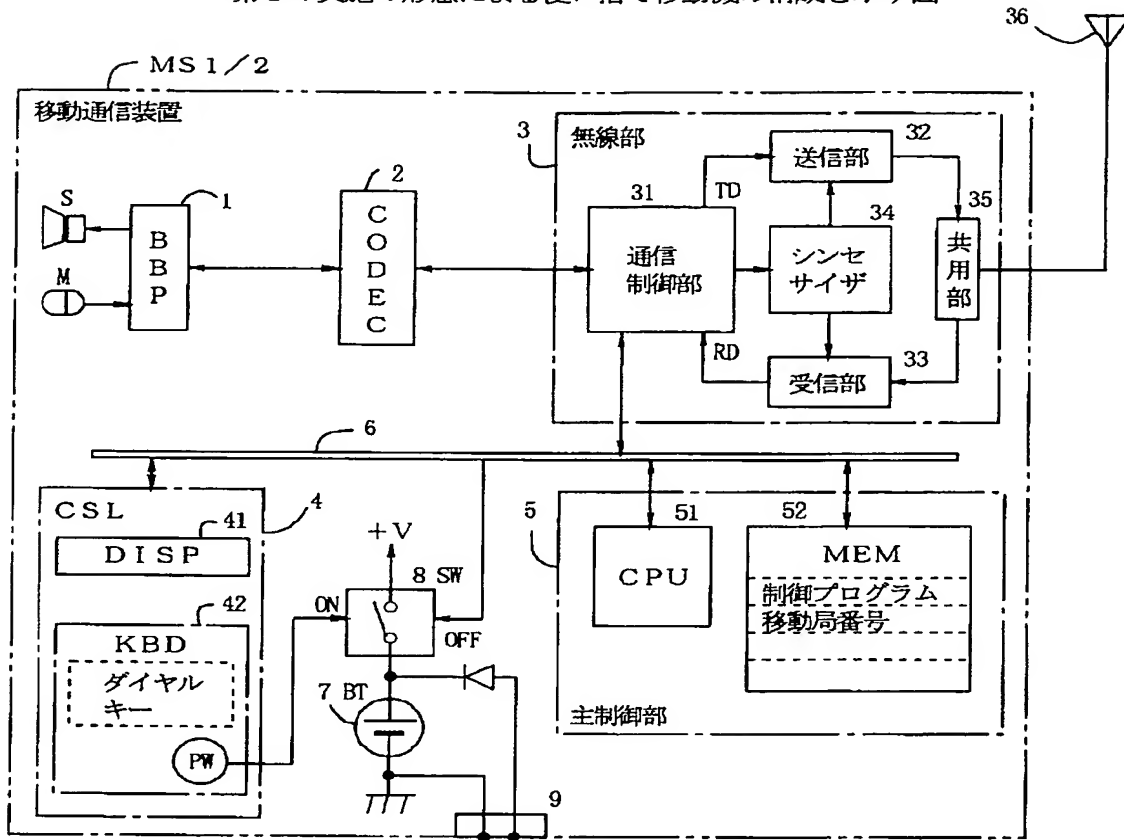 36
MS1/2
移動通信装置
3
無線部
32
送信部
S
1
2
31
TD
34
35
BBP
CODEC
通信
制御部
シンセ
サイザ
共用部
M
RD
33
受信部
6
CSL
4
41
DISP
+V
5
51
52
8 SW
CPU
MEM
ON
制御プログラム
42
OFF
移動局番号
KBD
ダイヤル
キー
7 BT
主制御部
PW
9